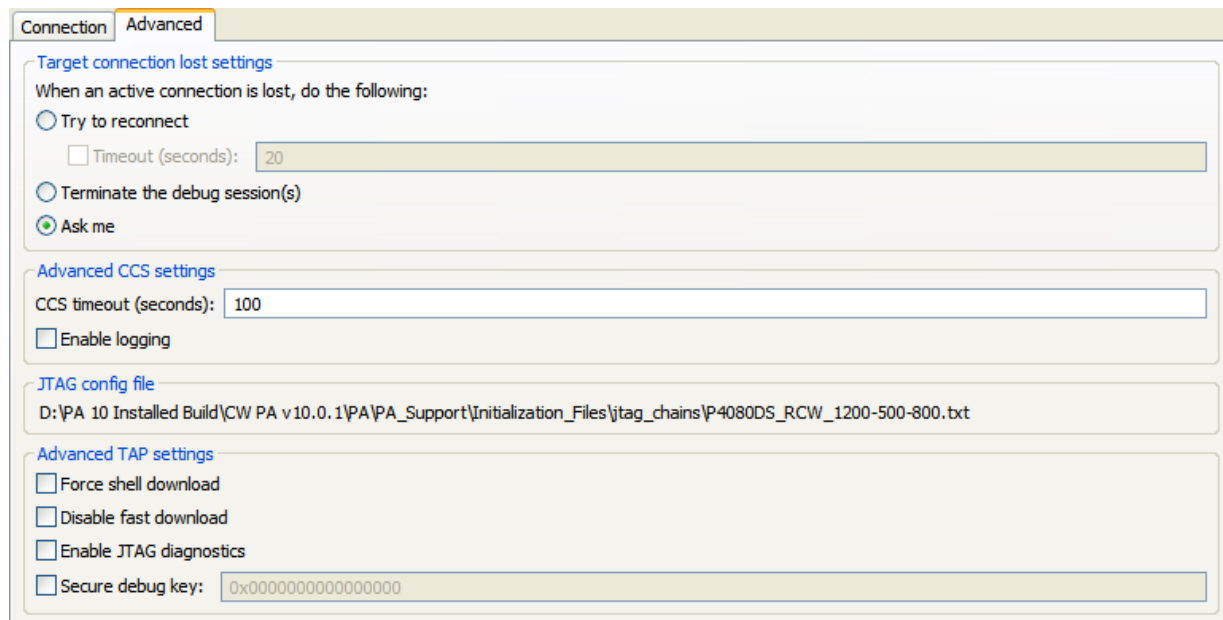 Connection Advanced
Target connection lost settings
When an active connection is lost, do the following:
Try to reconnect
Timeout (seconds): 20
Terminate the debug session(s)
Ask me
Advanced CCS settings
CCS timeout (seconds): 100
Enable logging
JTAG config file
D:\PA 10 Installed Build\CW PA v10.0.1\PA\PA_Support\Initialization_Files\jtag_chains\P4080DS_RCW_1200-500-800.txt
Advanced TAP settings
Force shell download
Disable fast download
Enable JTAG diagnostics
Secure debug key: 0x0000000000000000